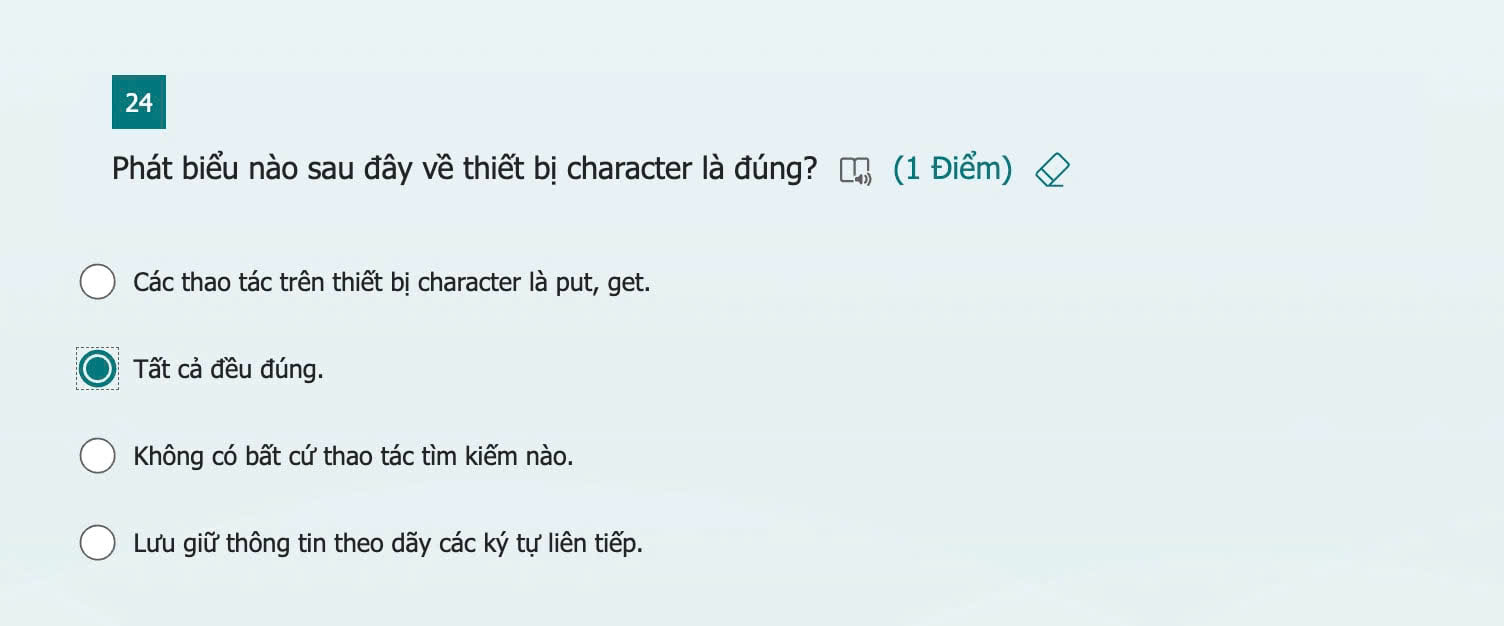 24
Phát biểu nào sau đây về thiết bị character là đúng? (1 Điểm)
Các thao tác trên thiết bị character là put, get.
Tất cả đều đúng.
Không có bất cứ thao tác tìm kiếm nào.
Lưu giữ thông tin theo dãy các ký tự liên tiếp.